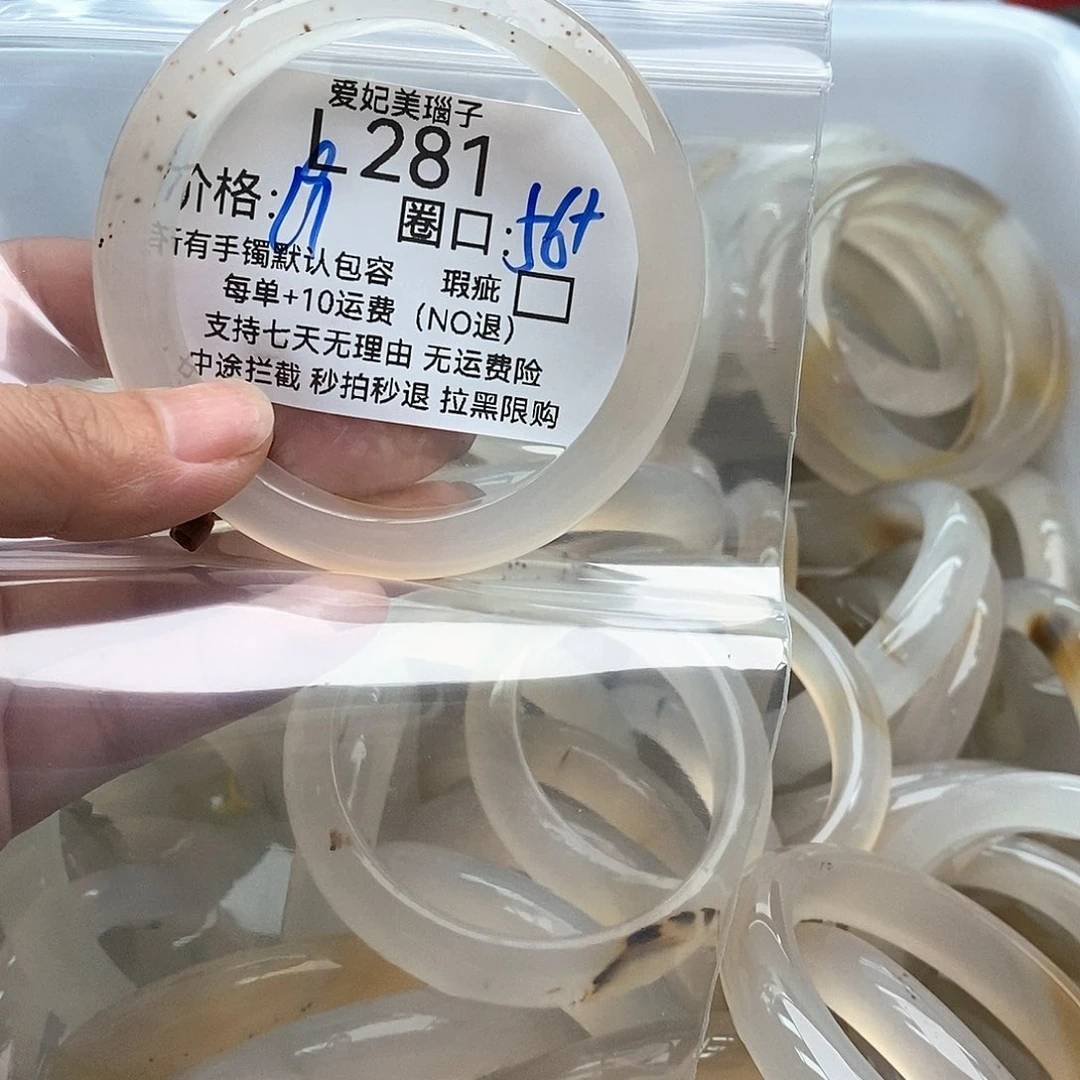 爱妃美瑙子
L281
价格: 圈口: 56+
所有手镯默认包容 瑕疵
每单+10运费 (NO退)
支持七天无理由 无运费险
中途拦截 秒拍秒退 拉黑限购